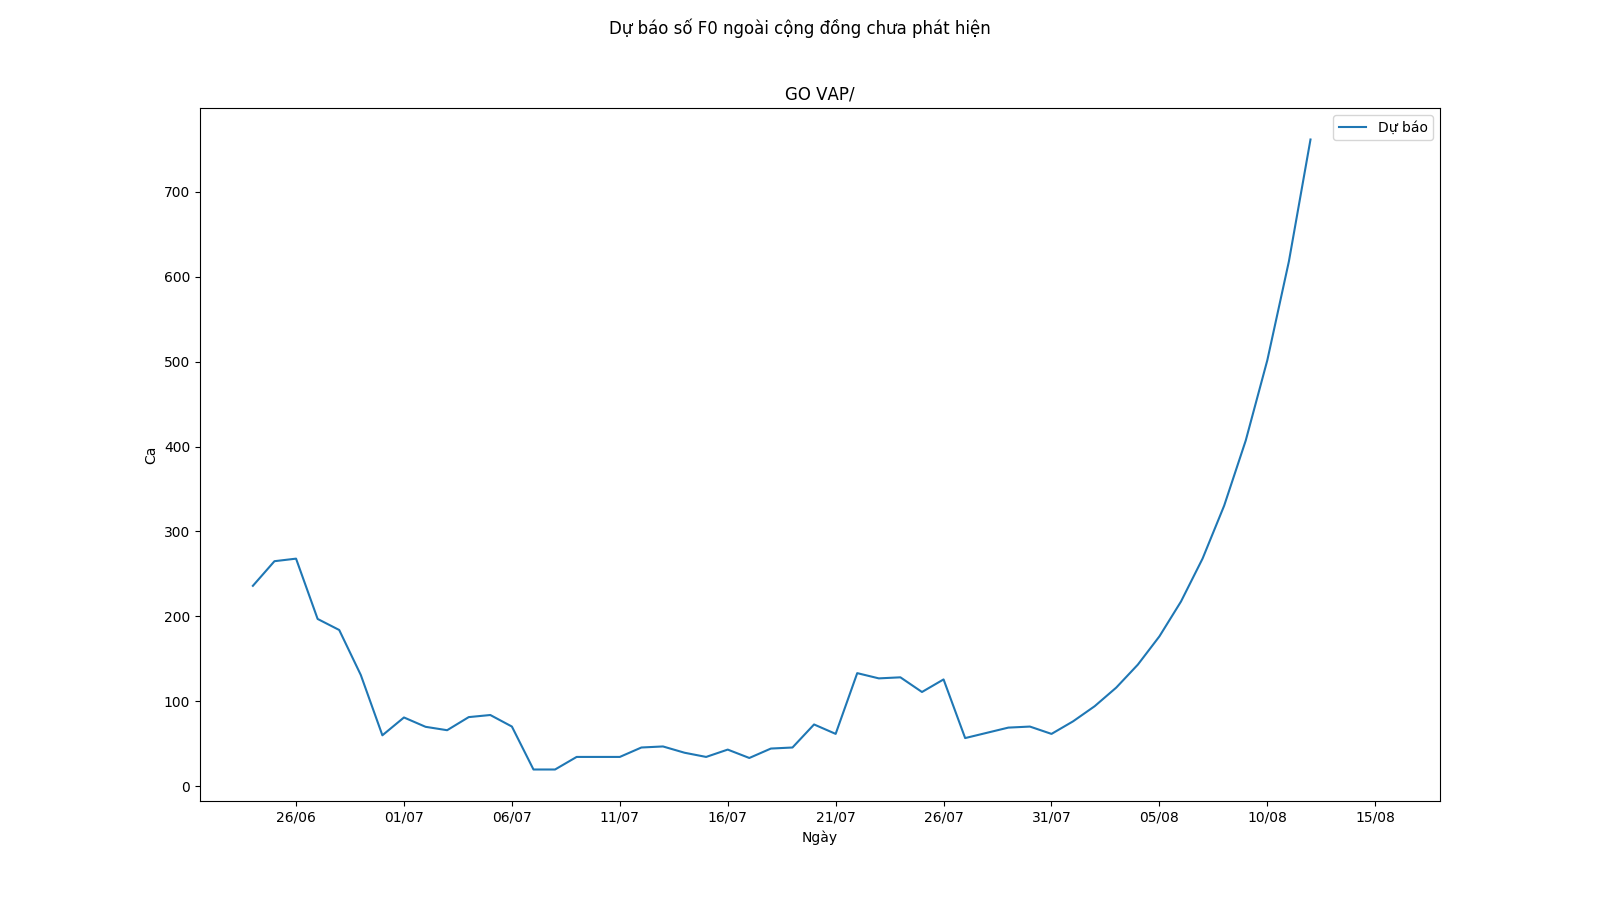 Dự báo số F0 ngoài cộng đồng chưa phát hiện
GO VAP/
Dự báo
700
600
500
400
300
200
100
0
Ca
26/06 01/07 06/07 11/07 16/07 21/07 26/07 31/07 05/08 10/08 15/08
Ngày